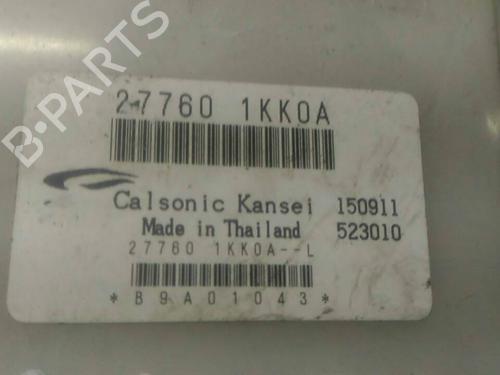 B-PARTS
27760 1KK0A
Calsonic Kansei 150911
Made in Thailand 523010
27760 1KK0A--L
*B9A01043*